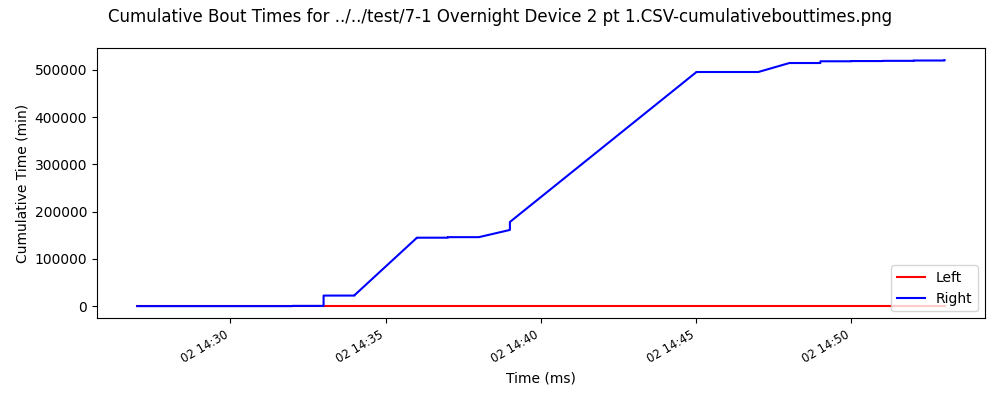 Cumulative Bout Times for ../../test/7-1 Overnight Device 2 pt 1.CSV-cumulativebouttimes.png
500000
400000
300000
200000
100000
0
Cumulative Time (min)
Left
Right
02 14:30
02 14:35
02 14:40
02 14:45
02 14:50
Time (ms)